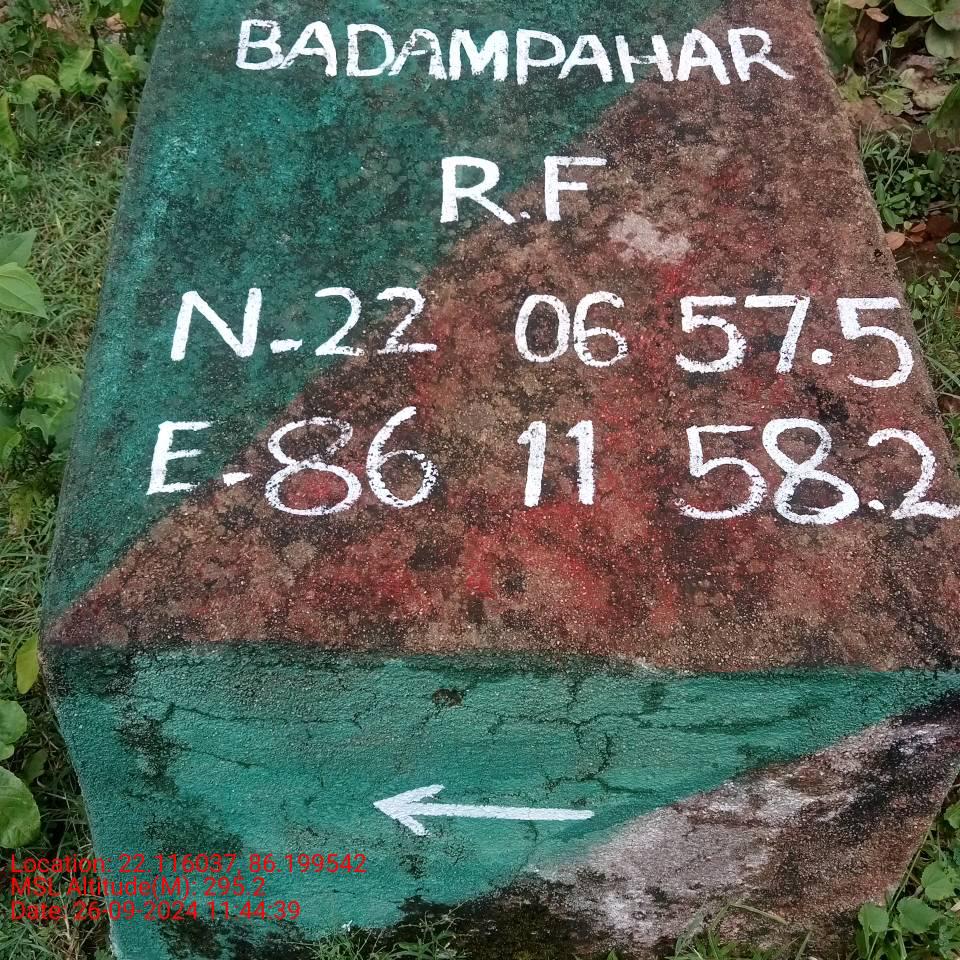 BADAMPAHAR
R.F
N-22 06 57.5
E-86 11 58.2
Location: 22.116037, 86.199542
MSL Altitude(M): 295.2
Date: 26-09-2024 11:44:39